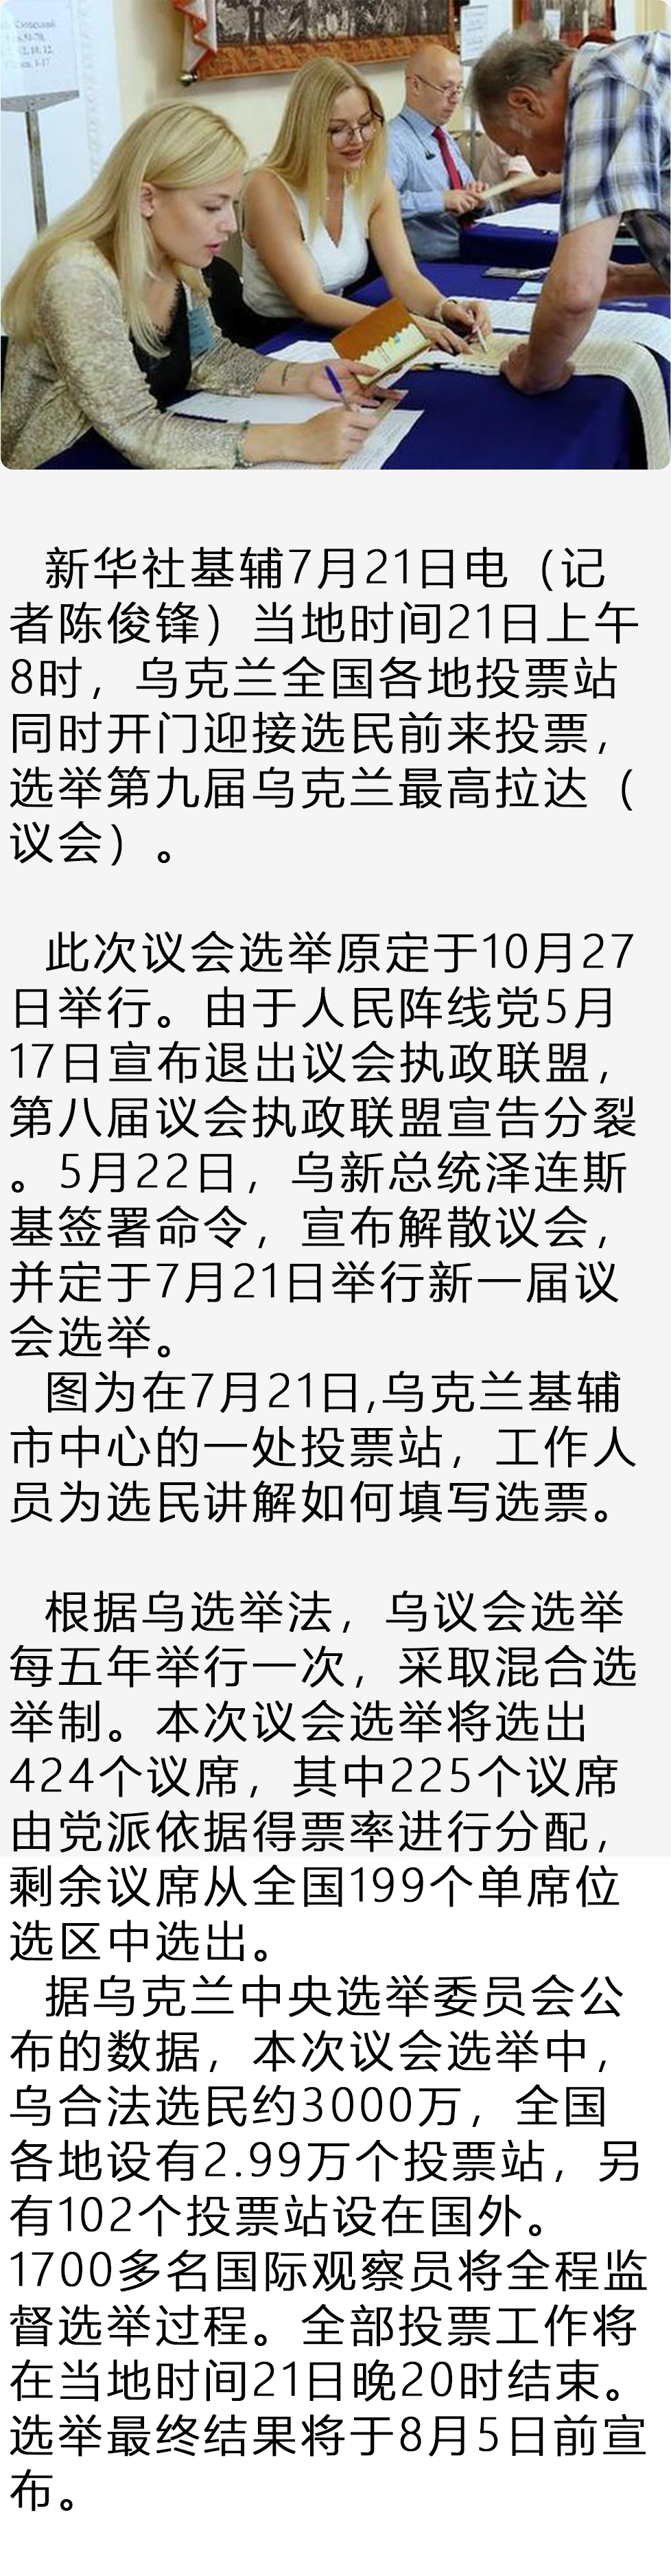 新华社基辅7月21日电（记
者陈俊锋）当地时间21日上午
8时，乌克兰全国各地投票站
同时开门迎接选民前来投票，
选举第九届乌克兰最高拉达（
议会）。
此次议会选举原定于10月27
日举行。由于人民阵线党5月
17日宣布退出议会执政联盟，
第八届议会执政联盟宣告分裂
。5月22日，乌新总统泽连斯
基签署命令，宣布解散议会，
并定于7月21日举行新一届议
会选举。
图为在7月21日,乌克兰基辅
市中心的一处投票站，工作人
员为选民讲解如何填写选票。
根据乌选举法，乌议会选举
每五年举行一次，采取混合选
举制。本次议会选举将选出
424个议席，其中225个议席
由党派依据得票率进行分配，
剩余议席从全国199个单席位
选区中选出。
据乌克兰中央选举委员会公
布的数据，本次议会选举中，
乌合法选民约3000万，全国
各地设有2.99万个投票站，另
有102个投票站设在国外。
1700多名国际观察员将全程监
督选举过程。全部投票工作将
在当地时间21日晚20时结束。
选举最终结果将于8月5日前宣
布。